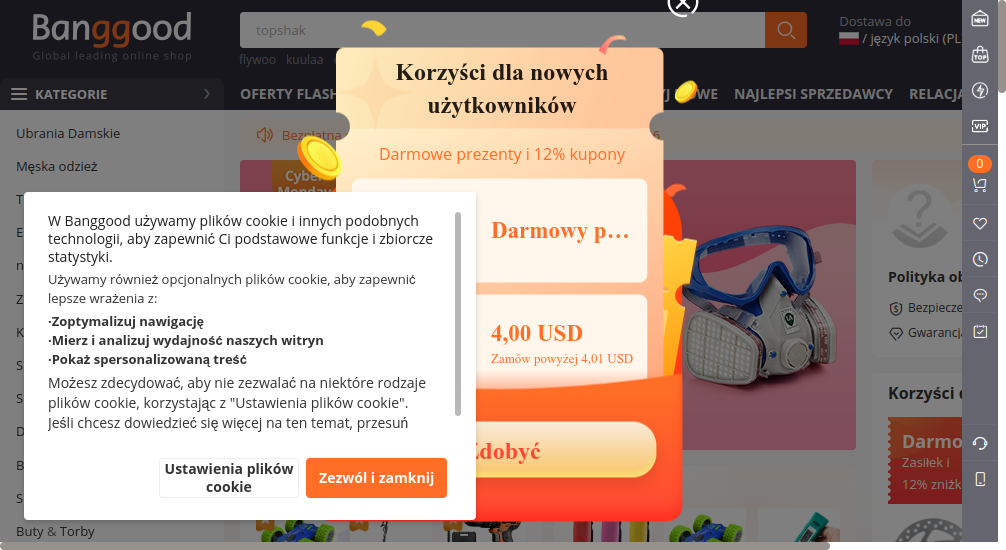 Banggood
Global leading online shop
topshak
flywoo kuulaa
Dostawa do
/ język polski (PL
NEW
TOP
VIP
0
KATEGORIE
OFERTY FLASH
NAJLEPSI SPRZEDAWCY
RELACJA
Ubrania Damskie
Męska odzież
Buty & Torby
Bezpłatna
Cyber
Monday
Korzyści dla nowych
użytkowników
Darmowe prezenty i 12% kupony
Darmowy p...
4,00 USD
Zamów powyżej 4,01 USD
Zdobyć
W Banggood używamy plików cookie i innych podobnych
technologii, aby zapewnić Ci podstawowe funkcje i zbiorcze
statystyki.
Używamy również opcjonalnych plików cookie, aby zapewnić
lepsze wrażenia z:
·Zoptymalizuj nawigację
·Mierz i analizuj wydajność naszych witryn
·Pokaż spersonalizowaną treść
Możesz zdecydować, aby nie zezwalać na niektóre rodzaje
plików cookie, korzystając z "Ustawienia plików cookie".
Jeśli chcesz dowiedzieć się więcej na ten temat, przesuń
Ustawienia plików
cookie
Zezwól i zamknij
Polityka ob
Bezpiecze
Gwarancja
Korzyści d
Darmo
Zasiłek i
12% zniżk